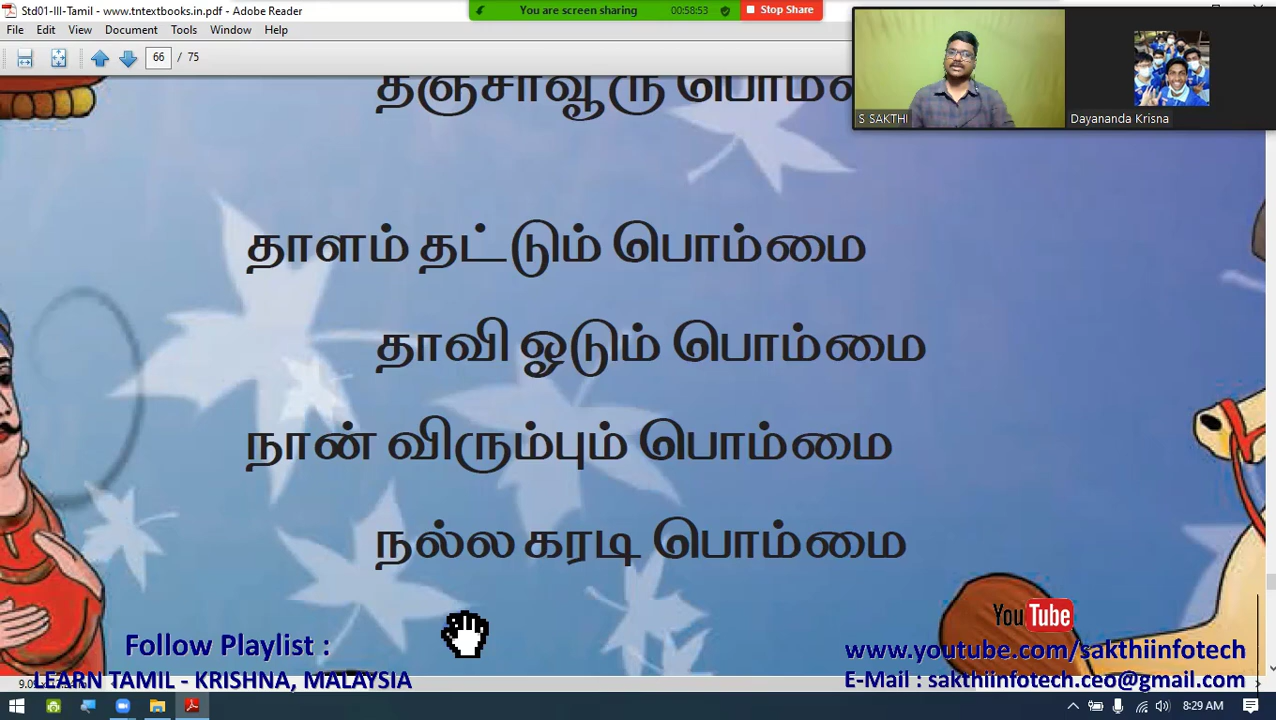 Std01-III-Tamil - www.tntextbooks.in.pdf - Adobe Reader
You are screen sharing
00:58:53
Stop Share
File Edit View Document Tools Window Help
66 / 75
S SAKTHI
Dayananda Krisna
தஞ்சாவூரு
தாளம் தட்டும் பொம்மை
தாவி ஓடும் பொம்மை
நான் விரும்பும் பொம்மை
நல்ல கரடி பொம்மை
YouTube
Follow Playlist :
www.youtube.com/sakthiinfotech
LEARN TAMIL - KRISHNA, MALAYSIA
E-Mail : sakthiinfotech.ceo@gmail.com
8:29 AM